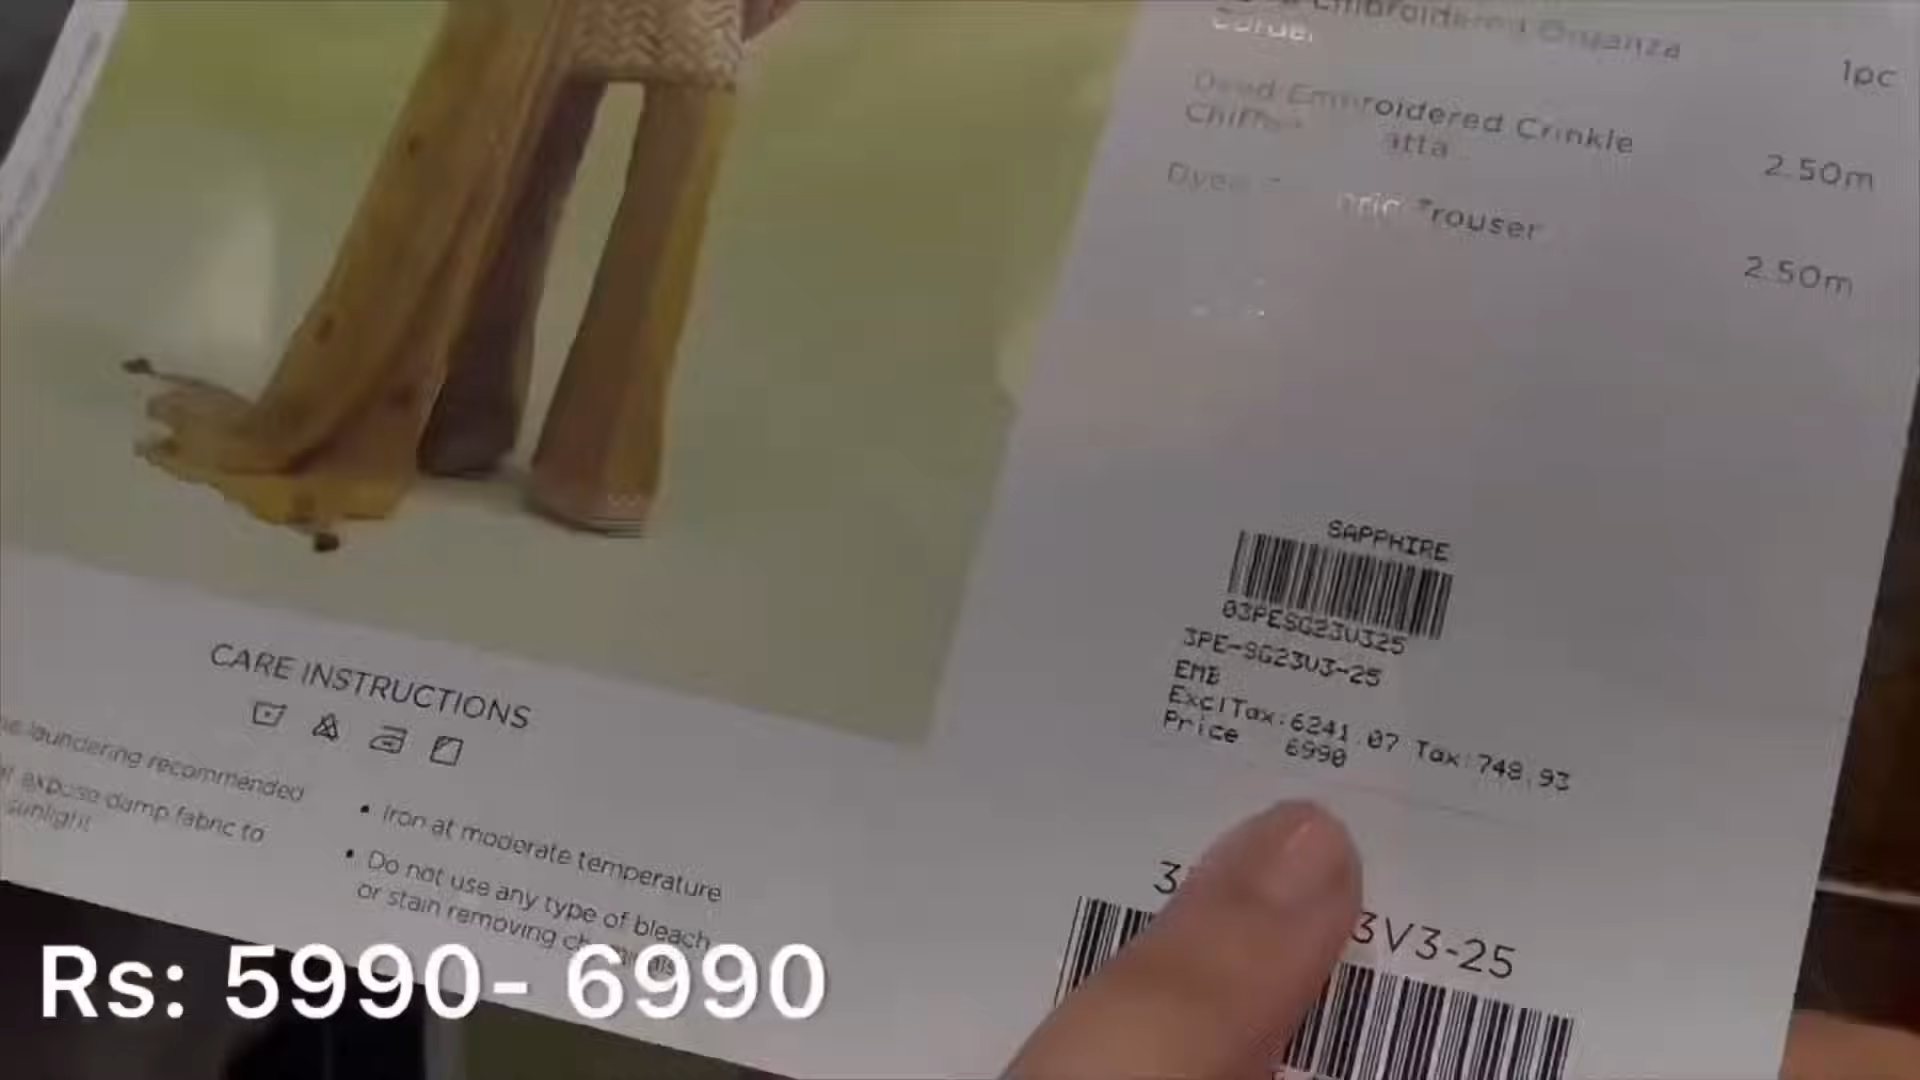 Embroidered Organza
1pc
Dyed Embroidered Crinkle
2.50m
Trouser
2.50m
SAPPHIRE
03PESG23V325
3PE-SG23V3-25
EMB
ExclTax:6241.07 Tax:748.93
Price 6990
CARE INSTRUCTIONS
laundering recommended
expose damp fabric to
sunlight
• Iron at moderate temperature
• Do not use any type of bleach
or stain removing
3V3-25
Rs: 5990- 6990